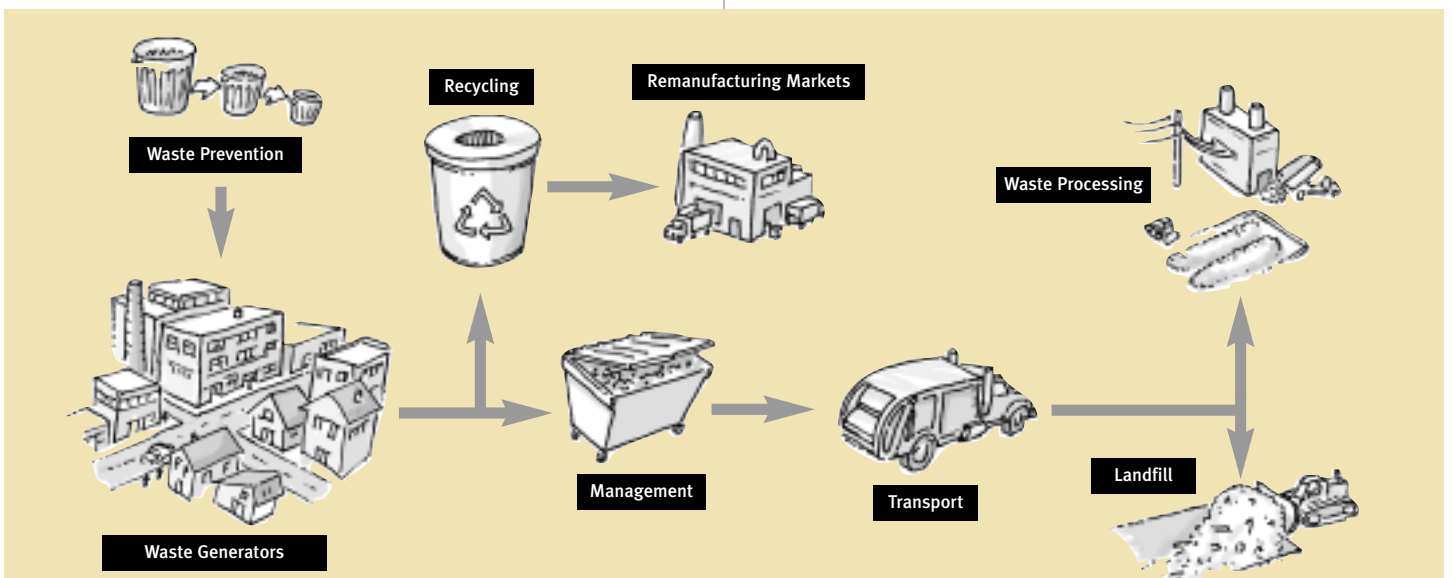 Waste Prevention
Recycling
Remanufacturing Markets
Waste Processing
Waste Generators
Management
Transport
Landfill